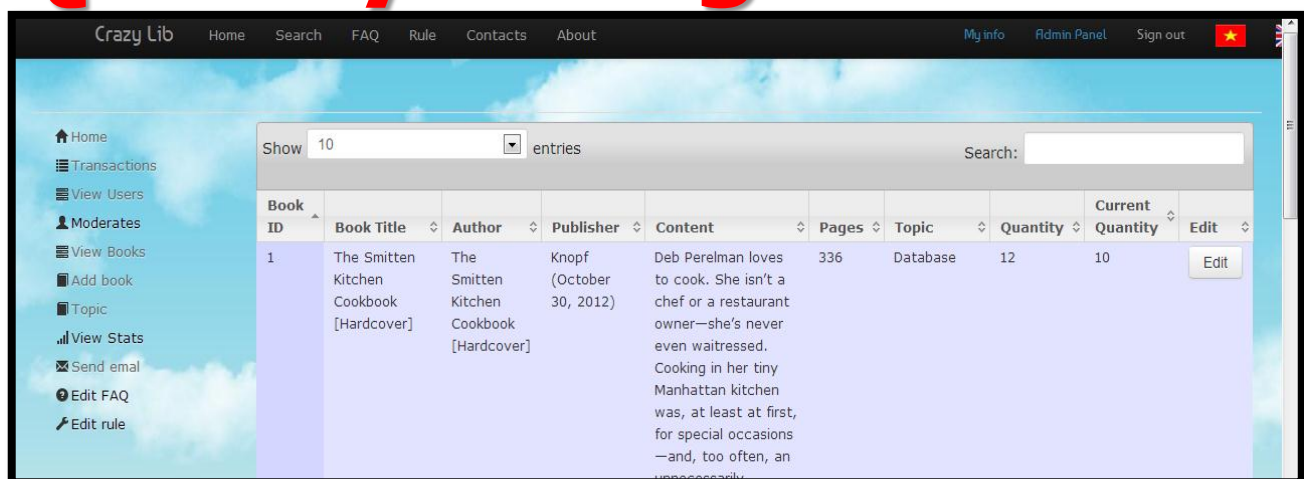 Crazy Lib Home Search FAQ Rule Contacts About My info Admin Panel Sign out
Home
Transactions
View Users
Moderates
View Books
Add book
Topic
View Stats
Send emal
Edit FAQ
Edit rule
Show 10 entries Search:
Book ID Book Title Author Publisher Content Pages Topic Quantity Current Quantity Edit
1 The Smitten Knopf Deb Perelman loves 336 Database 12 10 Edit
Kitchen Smitten (October to cook. She isn’t a
Cookbook Kitchen 30, 2012) chef or a restaurant
[Hardcover] Cookbook owner—she’s never
[Hardcover] even waitressed.
Cooking in her tiny
Manhattan kitchen
was, at least at first,
for special occasions
—and, too often, an
unnecessarily